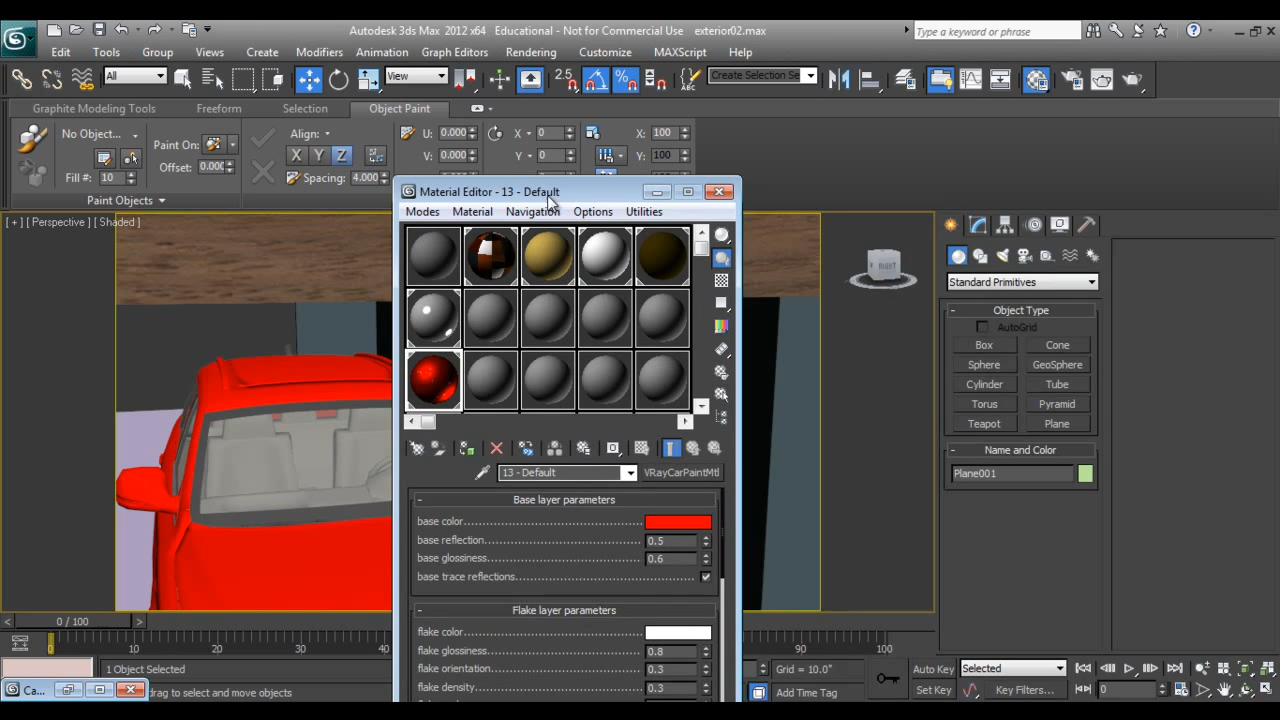 Autodesk 3ds Max 2012 x64 Educational - Not for Commercial Use exterior02.max
Type a keyword or phrase
Edit Tools Group Views Create Modifiers Animation Graph Editors Rendering Customize MAXScript Help
All View 2.5 Create Selection Se
Graphite Modeling Tools Freeform Selection Object Paint
No Object... Paint On: Align: U: 0.000 X 0 X: 100
Offset: 0.000 X Y Z V: 0.000 Y 0 Y: 100
Fill #: 10 Spacing: 4.000
Paint Objects
Material Editor - 13 - Default
Modes Material Navigation Options Utilities
[ + ] [ Perspective ] [ Shaded ]
RIGHT
Standard Primitives
- Object Type
AutoGrid
Box Cone
Sphere GeoSphere
Cylinder Tube
Torus Pyramid
Teapot Plane
- Name and Color
Plane001
13 - Default VRayCarPaintMtl
- Base layer parameters
base color
base reflection 0.5
base glossiness 0.6
base trace reflections
- Flake layer parameters
flake color
flake glossiness 0.8
flake orientation 0.3
flake density 0.3
< 0 / 100 >
0 10 20 30 40 90 100
1 Object Selected
drag to select and move objects
Ca...
Grid = 10.0"
Add Time Tag
Auto Key Selected
Set Key Key Filters... 0